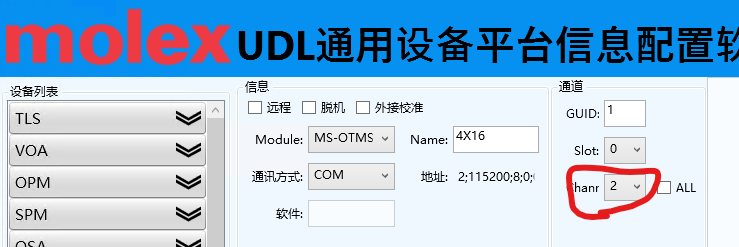 molex UDL通用设备平台信息配置软
设备列表
TLS
VOA
OPM
SPM
OSA
信息
远程 脱机 外接校准
Module: MS-OTMS Name: 4X16
通讯方式: COM 地址: 2;115200;8;0;
软件:
通道
GUID: 1
Slot: 0
Chanr 2 ALL